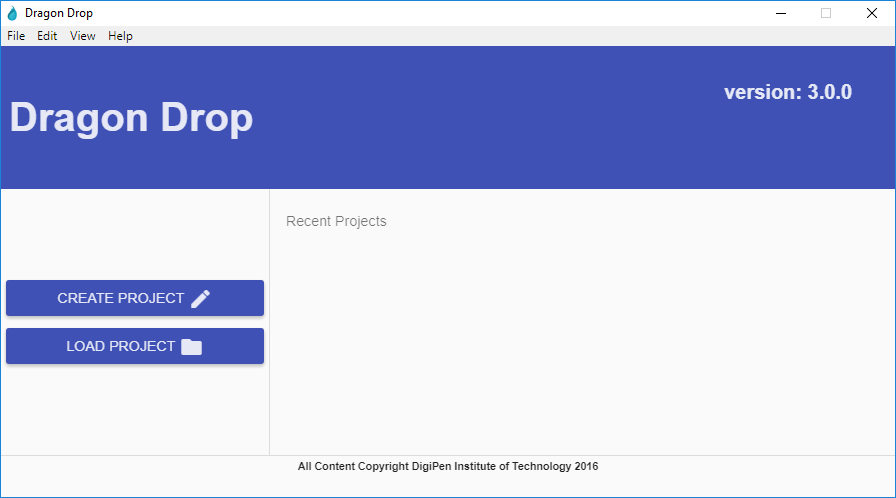 Dragon Drop
File Edit View Help
Dragon Drop
version: 3.0.0
Recent Projects
CREATE PROJECT
LOAD PROJECT
All Content Copyright DigiPen Institute of Technology 2016